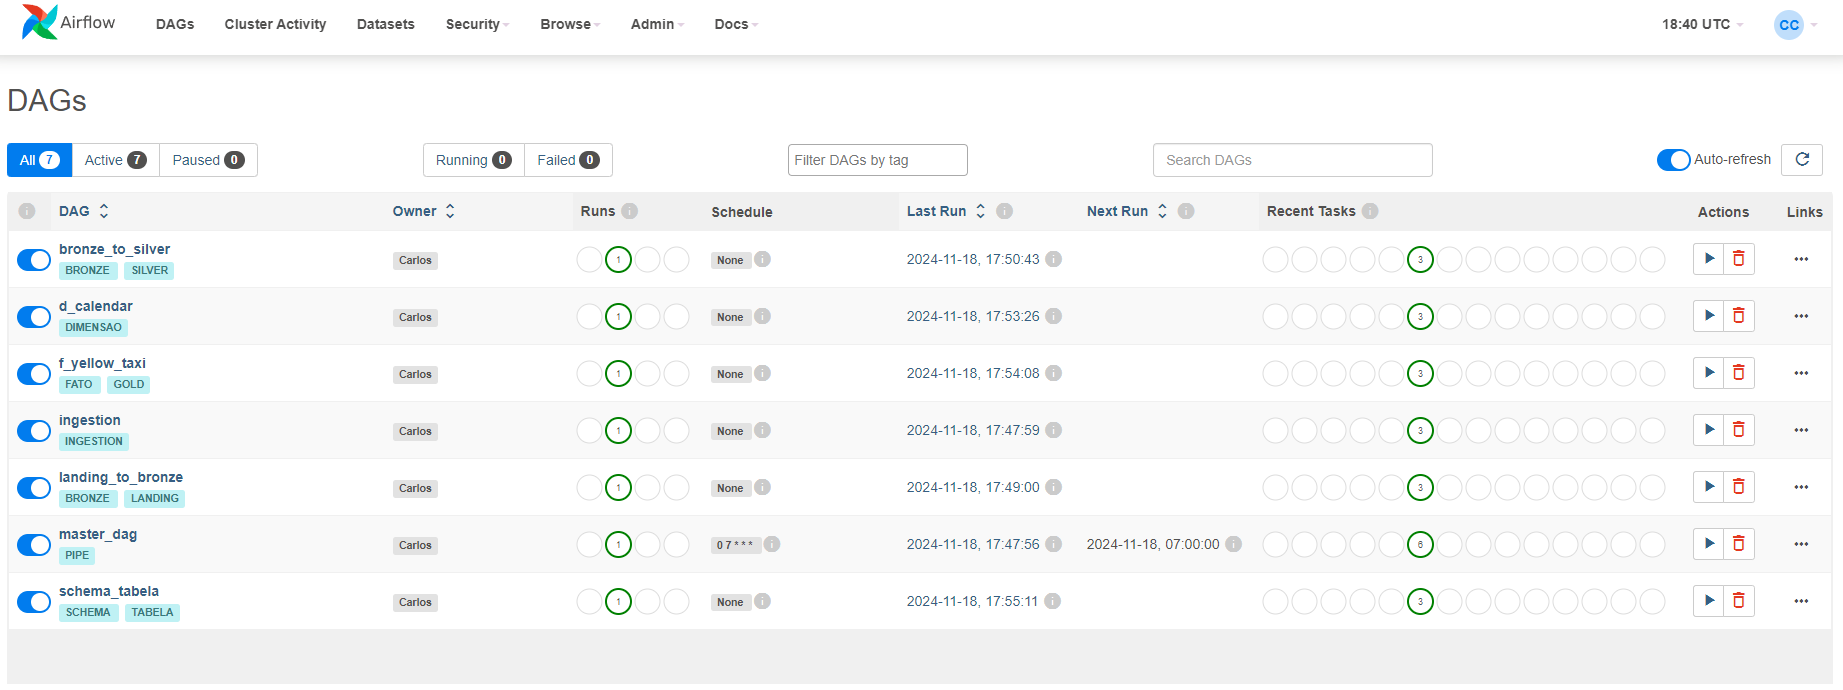 Airflow DAGs Cluster Activity Datasets Security Browse Admin Docs 18:40 UTC CC
DAGs
All 7 Active 7 Paused 0 Running 0 Failed 0 Filter DAGs by tag Search DAGs Auto-refresh
DAG Owner Runs Schedule Last Run Next Run Recent Tasks Actions Links
bronze_to_silver
BRONZE SILVER Carlos 1 None 2024-11-18, 17:50:43 3
d_calendar
DIMENSAO Carlos 1 None 2024-11-18, 17:53:26 3
f_yellow_taxi
FATO GOLD Carlos 1 None 2024-11-18, 17:54:08 3
ingestion
INGESTION Carlos 1 None 2024-11-18, 17:47:59 3
landing_to_bronze
BRONZE LANDING Carlos 1 None 2024-11-18, 17:49:00 3
master_dag
PIPE Carlos 1 0 7 * * * 2024-11-18, 17:47:56 2024-11-18, 07:00:00 6
schema_tabela
SCHEMA TABELA Carlos 1 None 2024-11-18, 17:55:11 3